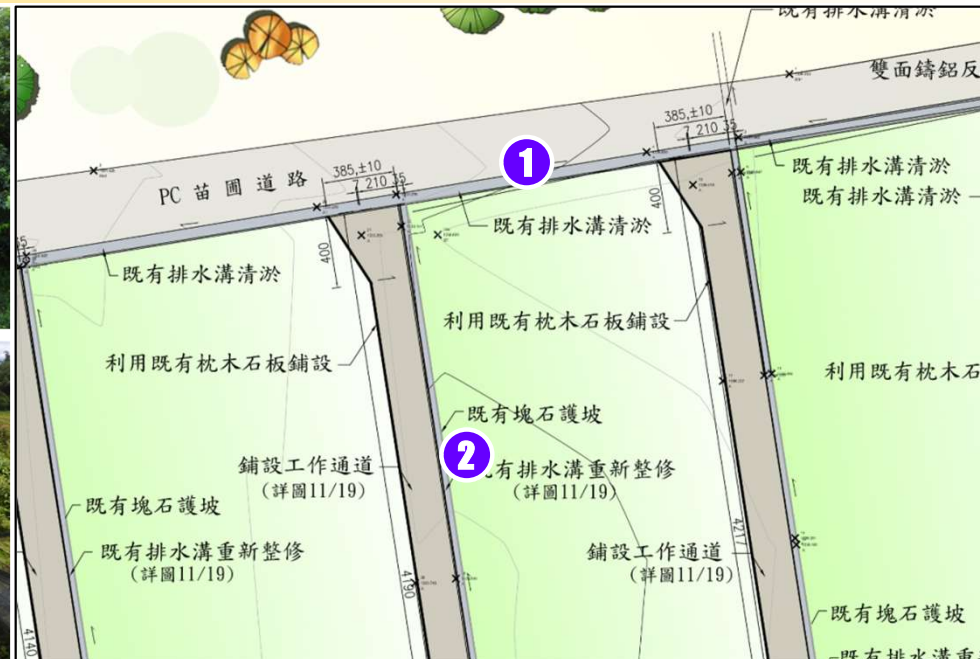 既有排水溝清淤
雙面鑄鋁反
385,±10
7 210 35
PC 苗圃道路
385,±10
7 210 35
1
400
既有排水溝清淤
既有排水溝清淤
既有排水溝清淤
400
既有排水溝清淤
利用既有枕木石板鋪設
利用既有枕木石板鋪設
利用既有枕木石
既有塊石護坡
2
有排水溝重新整修
(詳圖11/19)
鋪設工作通道
(詳圖11/19)
既有塊石護坡
既有排水溝重新整修
(詳圖11/19)
鋪設工作通道
(詳圖11/19)
4217
4190
4140
既有塊石護坡
既有排水溝重